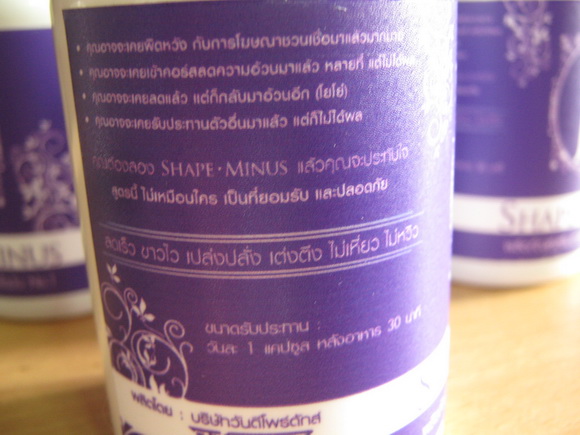 • คุณอาจจะเคยผิดหวัง กับการโฆษณาชวนเชื่อมาแล้วมากมาย
• คุณอาจจะเคยเข้าคอร์สลดความอ้วนมาแล้ว หลายที่ แต่ไม่ได้ผล
• คุณอาจจะเคยลดแล้ว แต่ก็กลับมาอ้วนอีก (โยโย่)
• คุณอาจจะเคยรับประทานตัวอื่นมาแล้ว แต่ก็ไม่ได้ผล
คุณต้องลอง SHAPE·MINUS แล้วคุณจะประทับใจ
สูตรนี้ ไม่เหมือนใคร เป็นที่ยอมรับ และปลอดภัย
ลดเร็ว ขาวไว เปล่งปลั่ง เต่งตึง ไม่เหี่ยว ไม่หิว
ขนาดรับประทาน :
วันละ 1 แคปซูล หลังอาหาร 30 นาที
ผลิตโดย : บริษัทวันดีโพรดักส์
MINUS
SHAPE